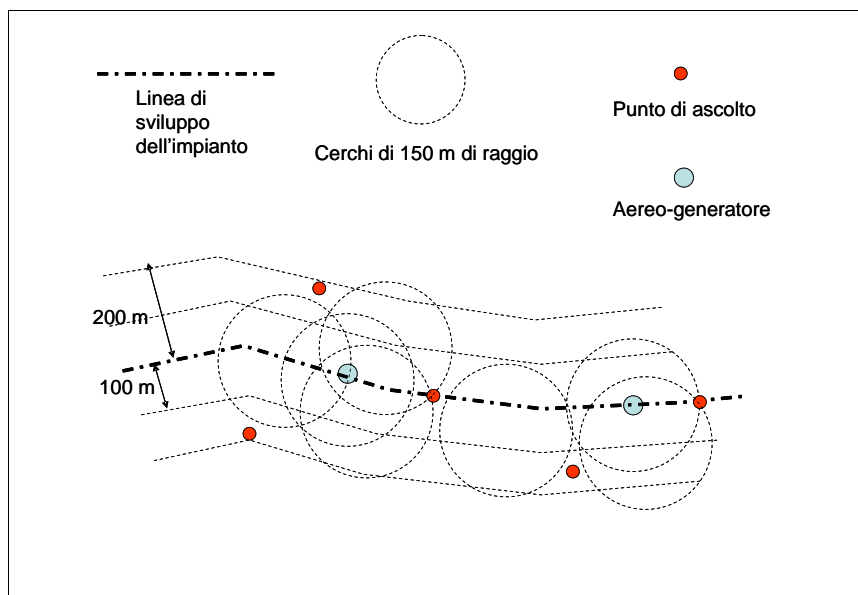 Linea di
sviluppo
dell'impianto
Cerchi di 150 m di raggio
Punto di ascolto
Aereo-generatore
200 m
100 m